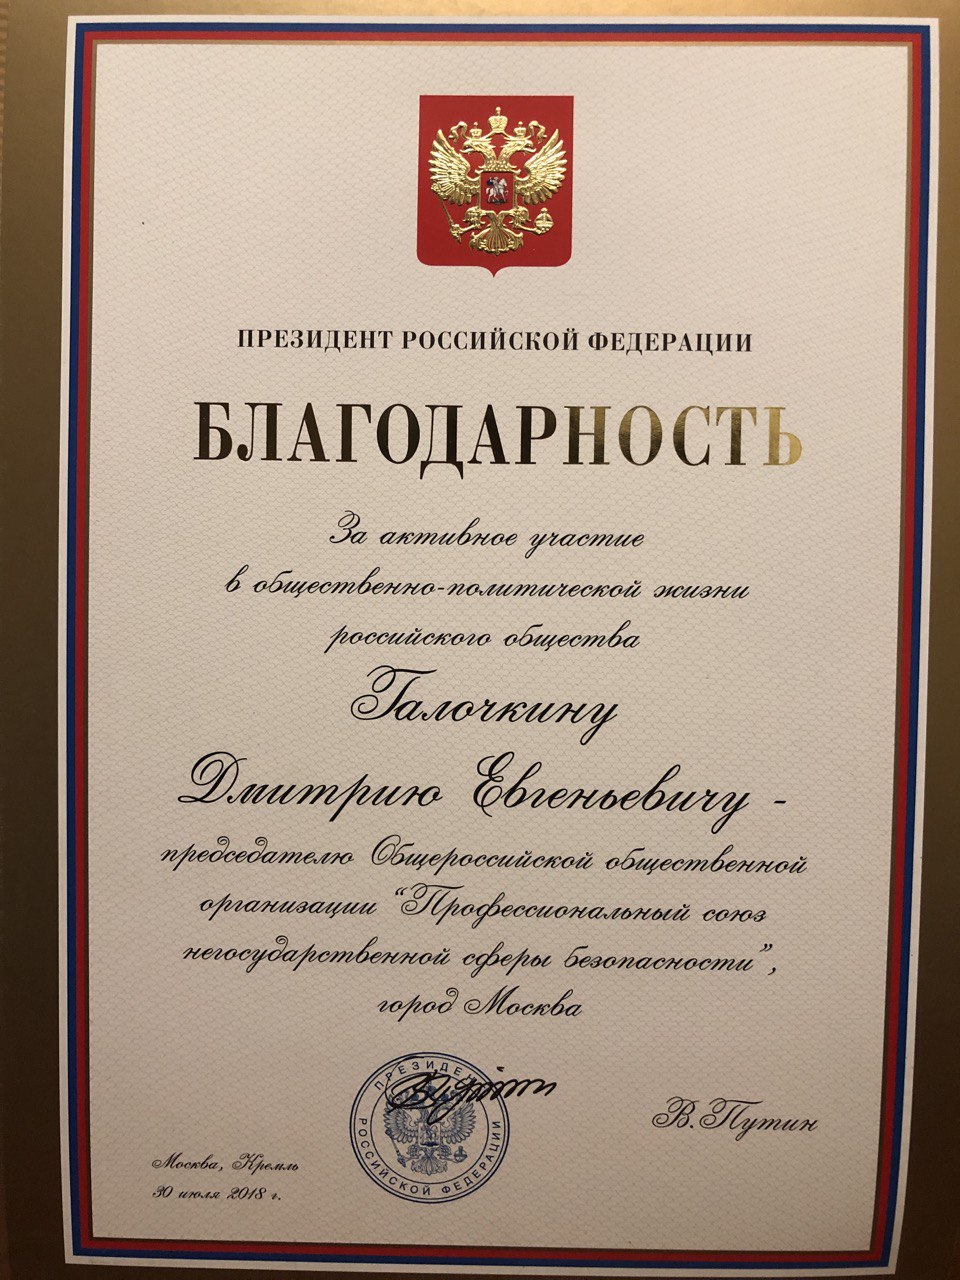 ПРЕЗИДЕНТ РОССИЙСКОЙ ФЕДЕРАЦИИ
БЛАГОДАРНОСТЬ
За активное участие
в общественно-политической жизни
российского общества
Галочкину
Дмитрию Евгеньевичу -
председателю Общероссийской общественной
организации “Профессиональный союз
негосударственной сферы безопасности”,
город Москва
ПРЕЗИДЕНТ
РОССИЙСКОЙ ФЕДЕРАЦИИ
В.Путин
Москва, Кремль
30 июля 2018 г.